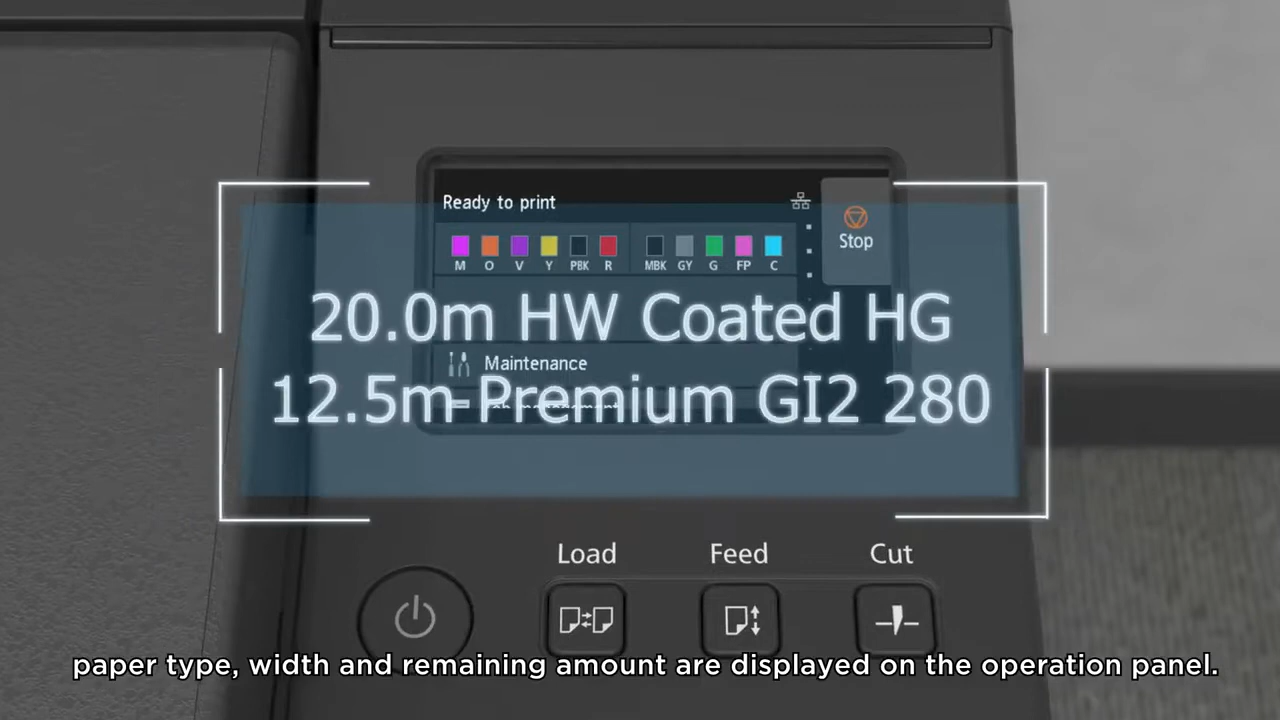 Ready to print
Stop
M O V Y PBK R MBK GY G FP C
20.0m HW Coated HG
Maintenance
12.5m Premium GI2 280
Load Feed Cut
paper type, width and remaining amount are displayed on the operation panel.